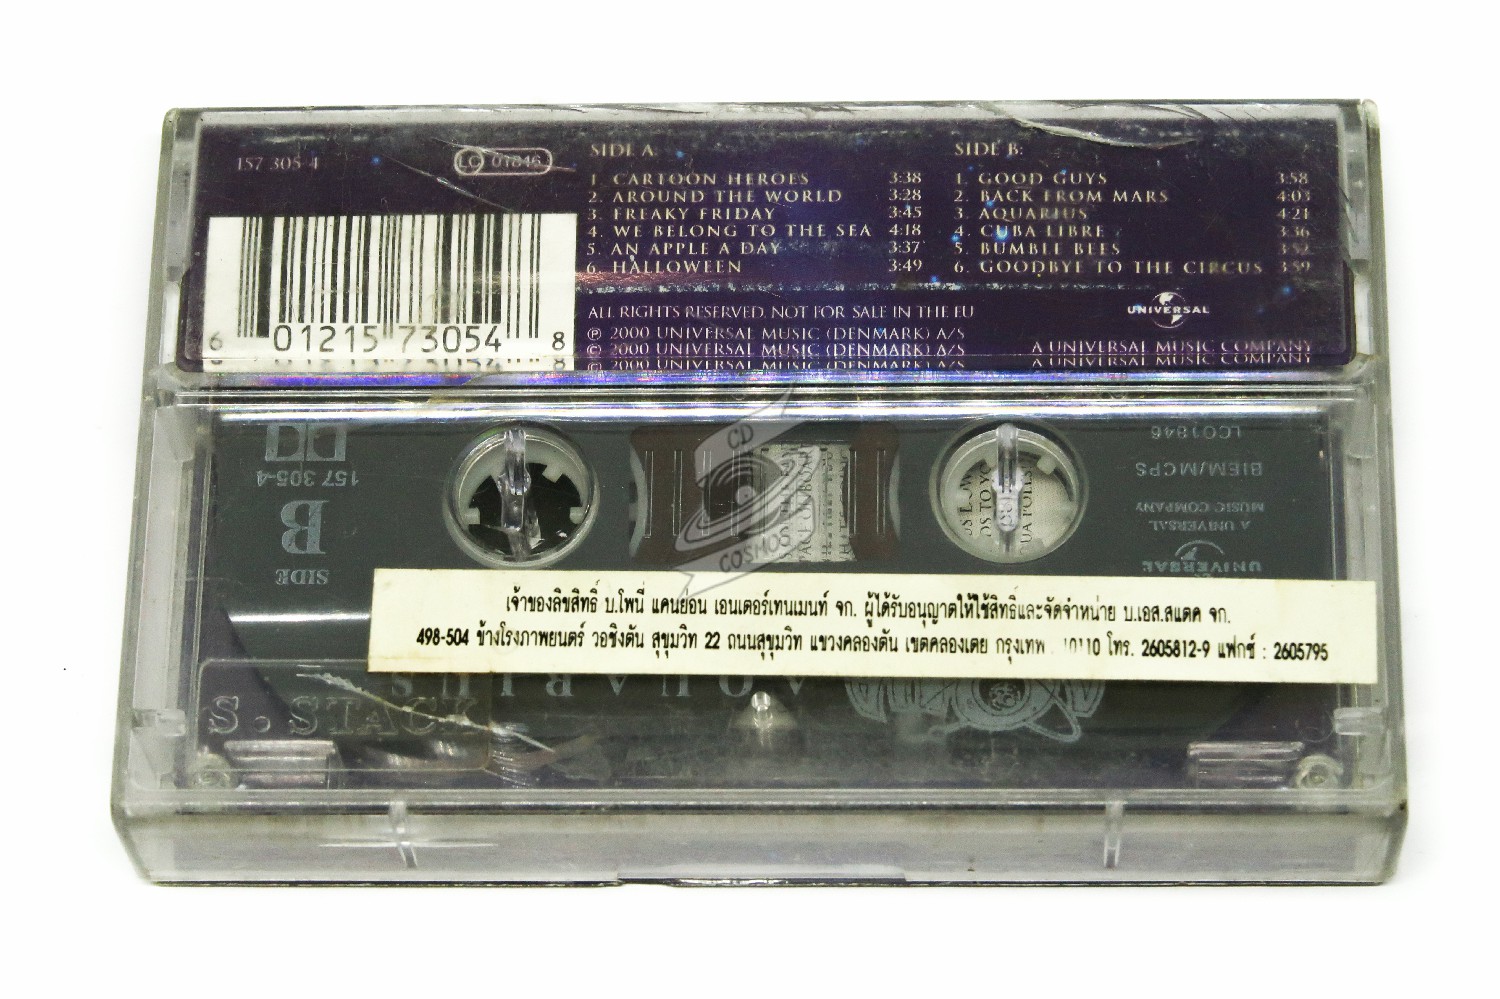 157 305-4
LC 01846
SIDE A:
1. CARTOON HEROES 3:38
2. AROUND THE WORLD 3:28
3. FREAKY FRIDAY 3:45
4. WE BELONG TO THE SEA 4:18
5. AN APPLE A DAY 3:37
6. HALLOWEEN 3:49
SIDE B:
1. GOOD GUYS 3:58
2. BACK FROM MARS 4:03
3. AQUARIUS 4:21
4. CUBA LIBRE 3:36
5. BUMBLE BEES 3:52
6. GOODBYE TO THE CIRCUS 3:59
6 01215 73054 8
ALL RIGHTS RESERVED. NOT FOR SALE IN THE EU
℗ 2000 UNIVERSAL MUSIC (DENMARK) A/S
© 2000 UNIVERSAL MUSIC (DENMARK) A/S
UNIVERSAL
A UNIVERSAL MUSIC COMPANY
LC01846
BIEM/MCPS
A UNIVERSAL
MUSIC COMPANY
UNIVERSAL
157 305-4
B
SIDE
CD
COSMOS
เจ้าของลิขสิทธิ์ บ.โพนี่ แคนยอน เอนเตอร์เทนเมนท์ จก. ผู้ได้รับอนุญาตให้ใช้สิทธิ์และจัดจำหน่าย บ.เอส.สแตค จก.
498-504 ข้างโรงภาพยนตร์ วอชิงตัน สุขุมวิท 22 ถนนสุขุมวิท แขวงคลองตัน เขตคลองเตย กรุงเทพ 10110 โทร. 2605812-9 แฟกซ์ : 2605795
AQUARIUS
S.STACK